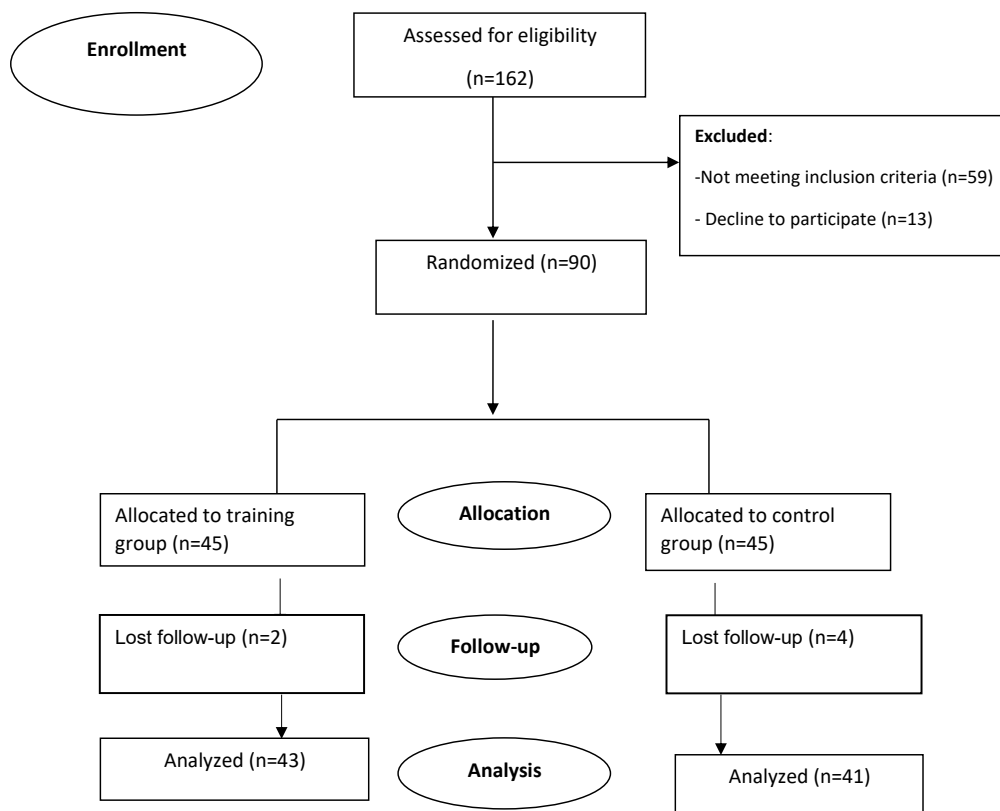 Enrollment
Assessed for eligibility
(n=162)
Excluded:
-Not meeting inclusion criteria (n=59)
- Decline to participate (n=13)
Randomized (n=90)
Allocated to training
group (n=45)
Allocation
Allocated to control
group (n=45)
Lost follow-up (n=2)
Follow-up
Lost follow-up (n=4)
Analyzed (n=43)
Analysis
Analyzed (n=41)